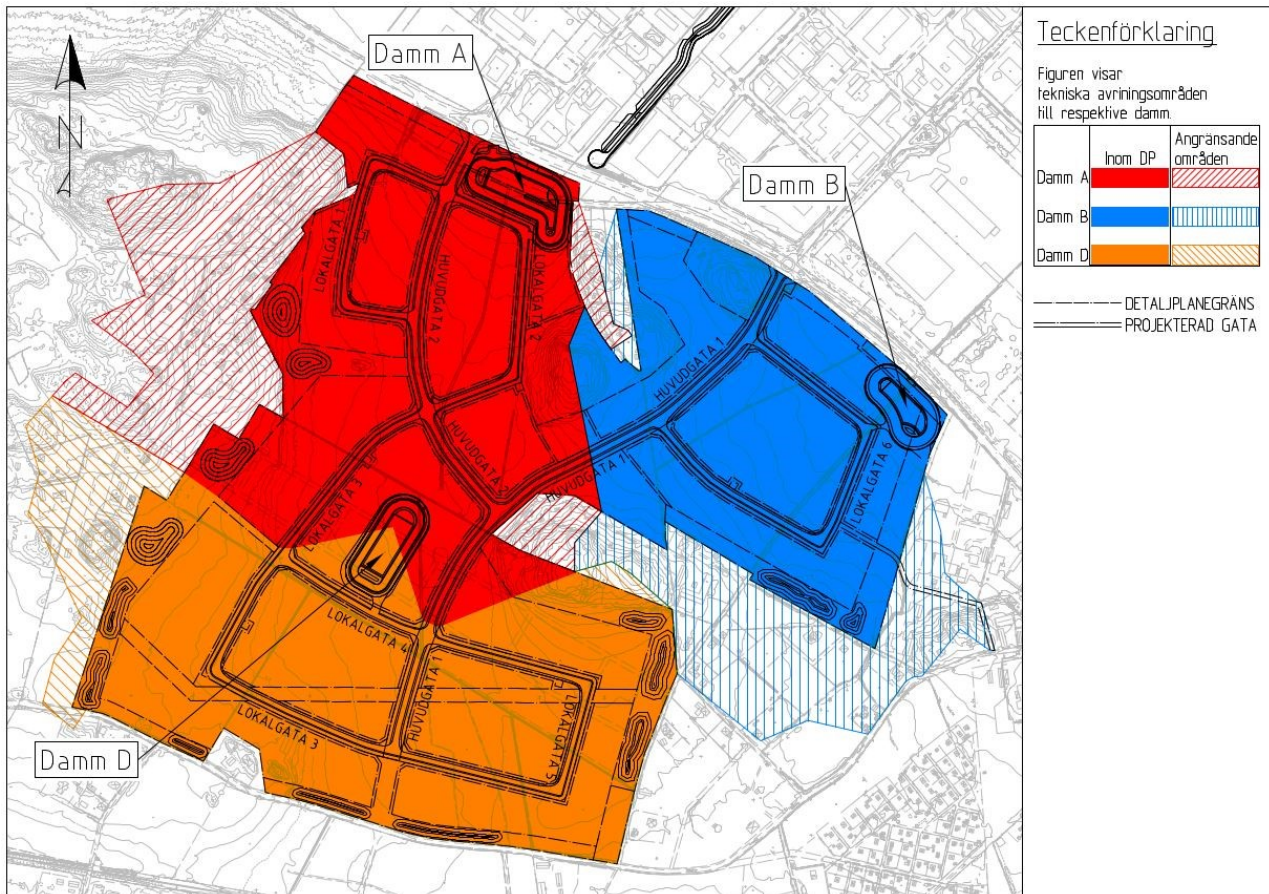 Damm A
N
Damm B
LOKALGATA 1
HUVUDGATA 2
LOKALGATA 2
HUVUDGATA 1
HUVUDGATA 2
HUVUDGATA 1
LOKALGATA 6
LOKALGATA 3
LOKALGATA 4
HUVUDGATA 1
LOKALGATA 3
LOKALGATA 5
Damm D
Teckenförklaring
Figuren visar
tekniska avriningsområden
till respektive damm.
Inom DP
Angränsande
områden
Damm A
Damm B
Damm D
DETALJPLANEGRÄNS
PROJEKTERAD GATA